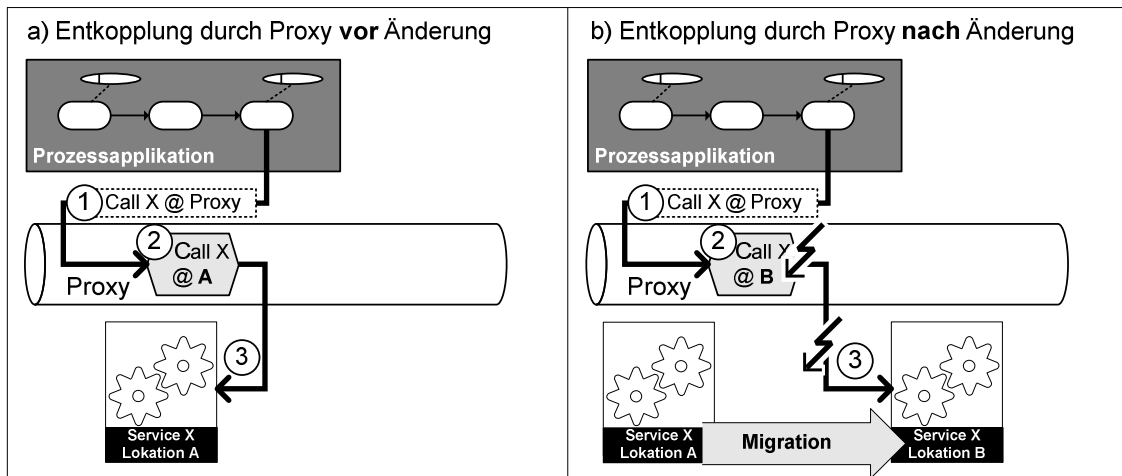 a) Entkopplung durch Proxy vor Änderung
Prozessapplikation
1
Call X @ Proxy
2
Call X
@ A
Proxy
3
Service X
Lokation A
b) Entkopplung durch Proxy nach Änderung
Prozessapplikation
1
Call X @ Proxy
2
Call X
@ B
Proxy
3
Service X
Lokation A
Migration
Service X
Lokation B